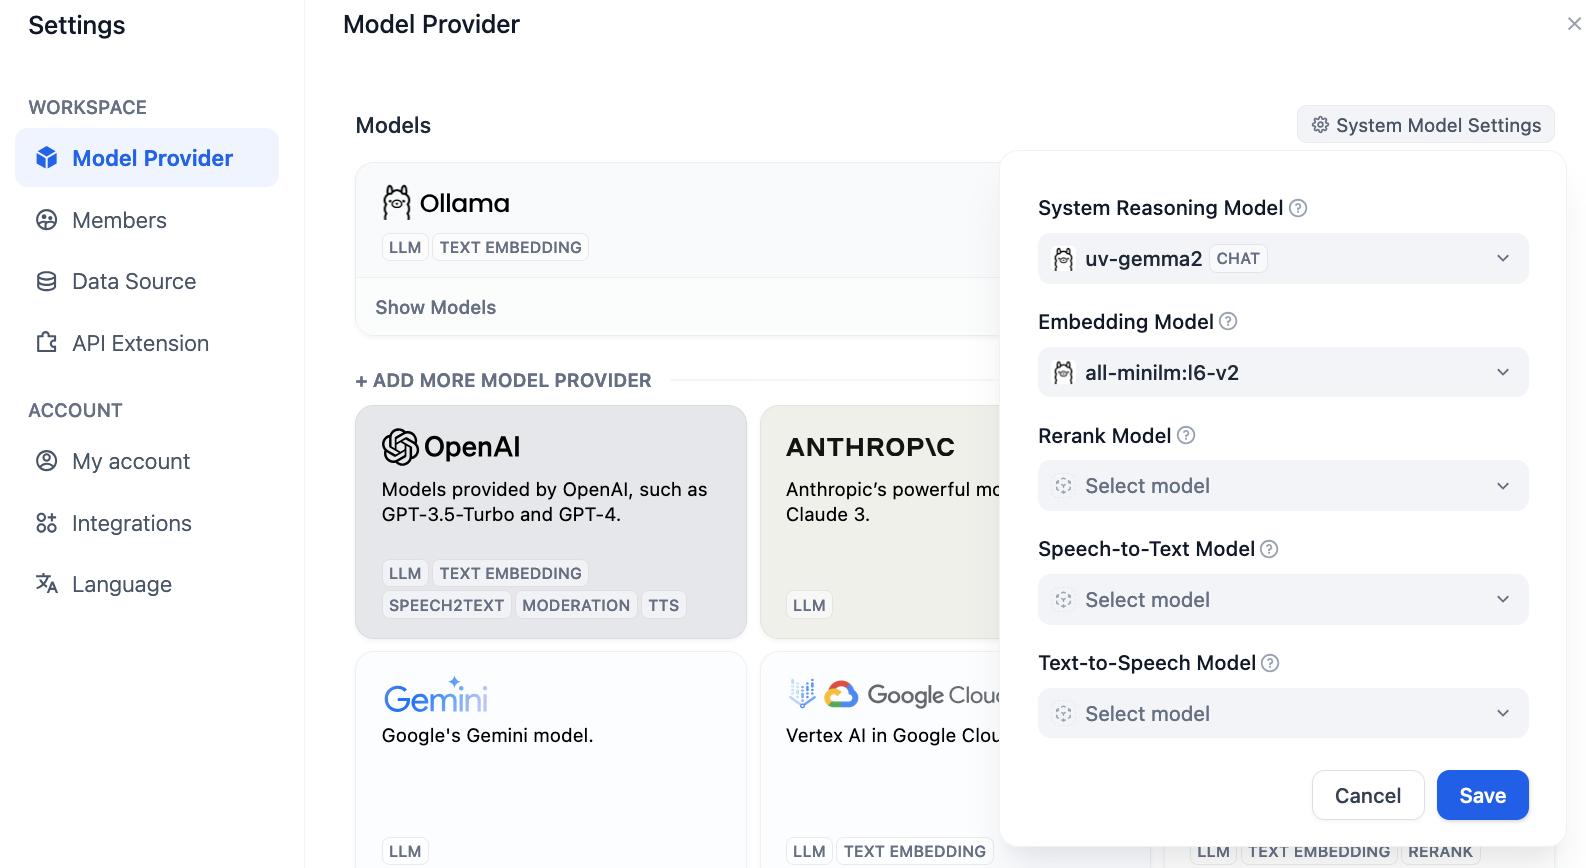 Settings
WORKSPACE
Model Provider
Members
Data Source
API Extension
ACCOUNT
My account
Integrations
Language
Model Provider
Models
System Model Settings
Ollama
LLM
TEXT EMBEDDING
Show Models
+ ADD MORE MODEL PROVIDER
OpenAI
Models provided by OpenAI, such as
GPT-3.5-Turbo and GPT-4.
LLM
TEXT EMBEDDING
SPEECH2TEXT
MODERATION
TTS
ANTHROP\C
Anthropic’s powerful
Claude 3.
LLM
Gemini
Google's Gemini model.
LLM
Google
Vertex AI in Google
LLM
TEXT EMBEDDING
LLM
TEXT EMBEDDING
RERANK
System Reasoning Model
uv-gemma2
CHAT
Embedding Model
all-minilm:l6-v2
Rerank Model
Select model
Speech-to-Text Model
Select model
Text-to-Speech Model
Select model
Cancel
Save